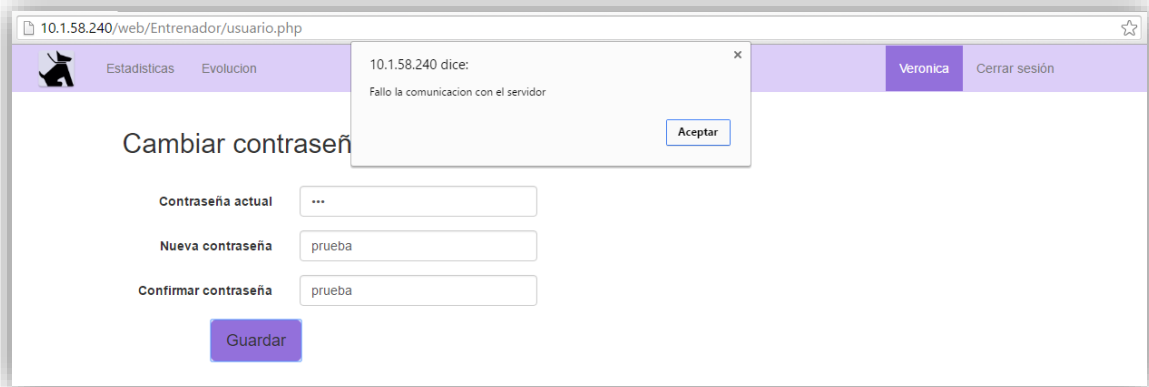 10.1.58.240/web/Entrenador/usuario.php
Estadisticas Evolucion Veronica Cerrar sesión
10.1.58.240 dice:
Fallo la comunicacion con el servidor
Aceptar
Cambiar contraseñ
Contraseña actual •••
Nueva contraseña prueba
Confirmar contraseña prueba
Guardar